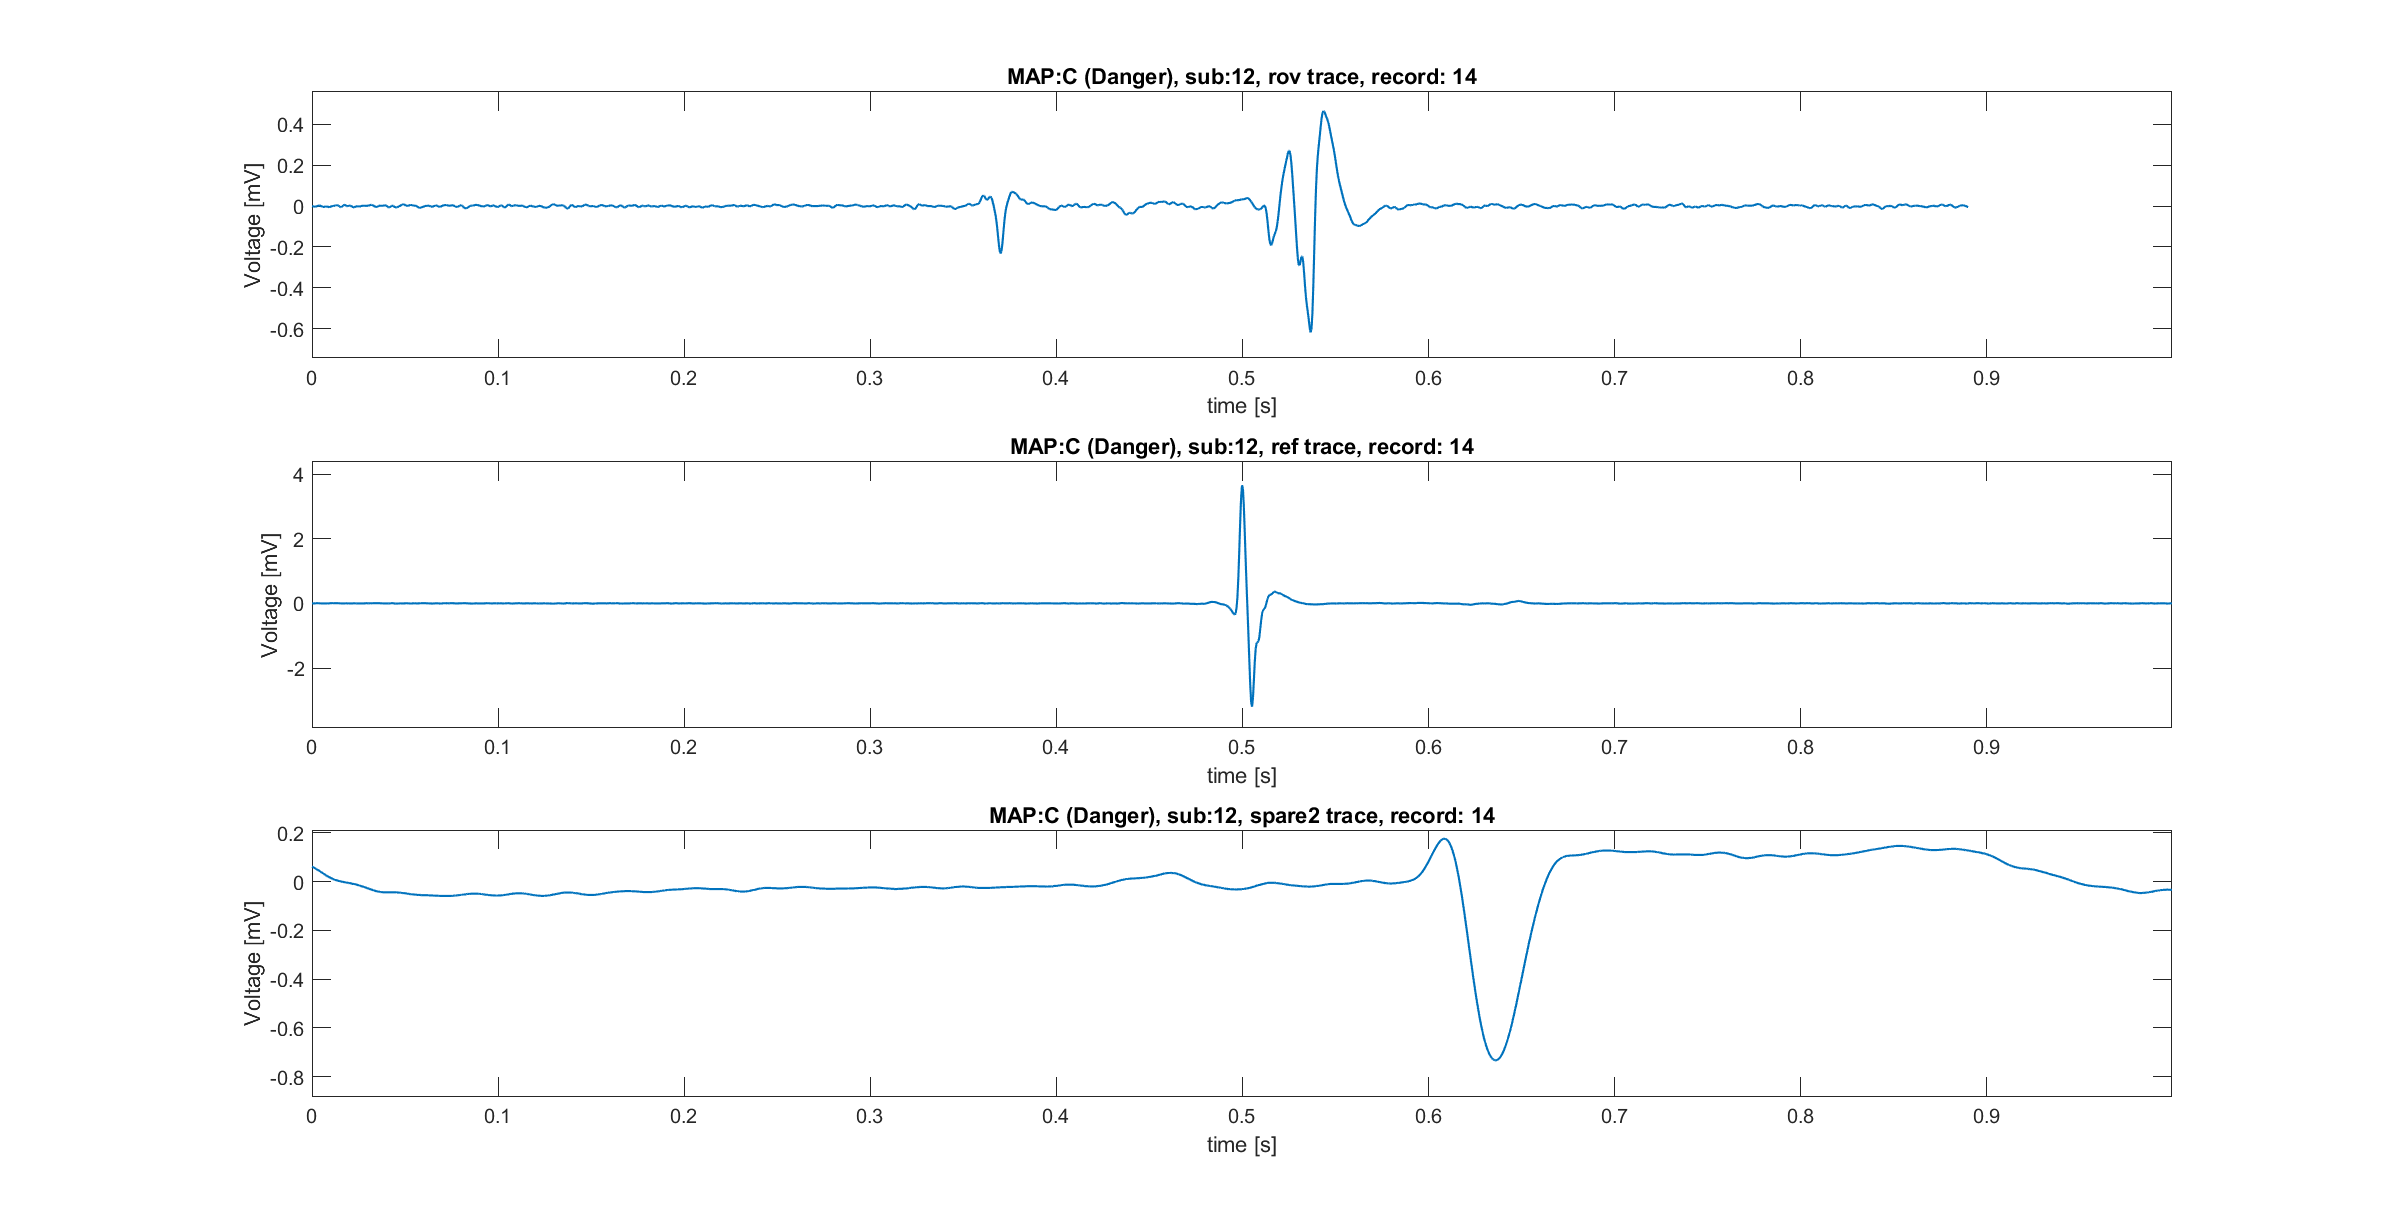 MAP:C (Danger), sub:12, rov trace, record: 14
0.4
0.2
0
-0.2
-0.4
-0.6
Voltage [mV]
0 0.1 0.2 0.3 0.4 0.5 0.6 0.7 0.8 0.9
time [s]
MAP:C (Danger), sub:12, ref trace, record: 14
4
2
0
-2
Voltage [mV]
0 0.1 0.2 0.3 0.4 0.5 0.6 0.7 0.8 0.9
time [s]
MAP:C (Danger), sub:12, spare2 trace, record: 14
0.2
0
-0.2
-0.4
-0.6
-0.8
Voltage [mV]
0 0.1 0.2 0.3 0.4 0.5 0.6 0.7 0.8 0.9
time [s]